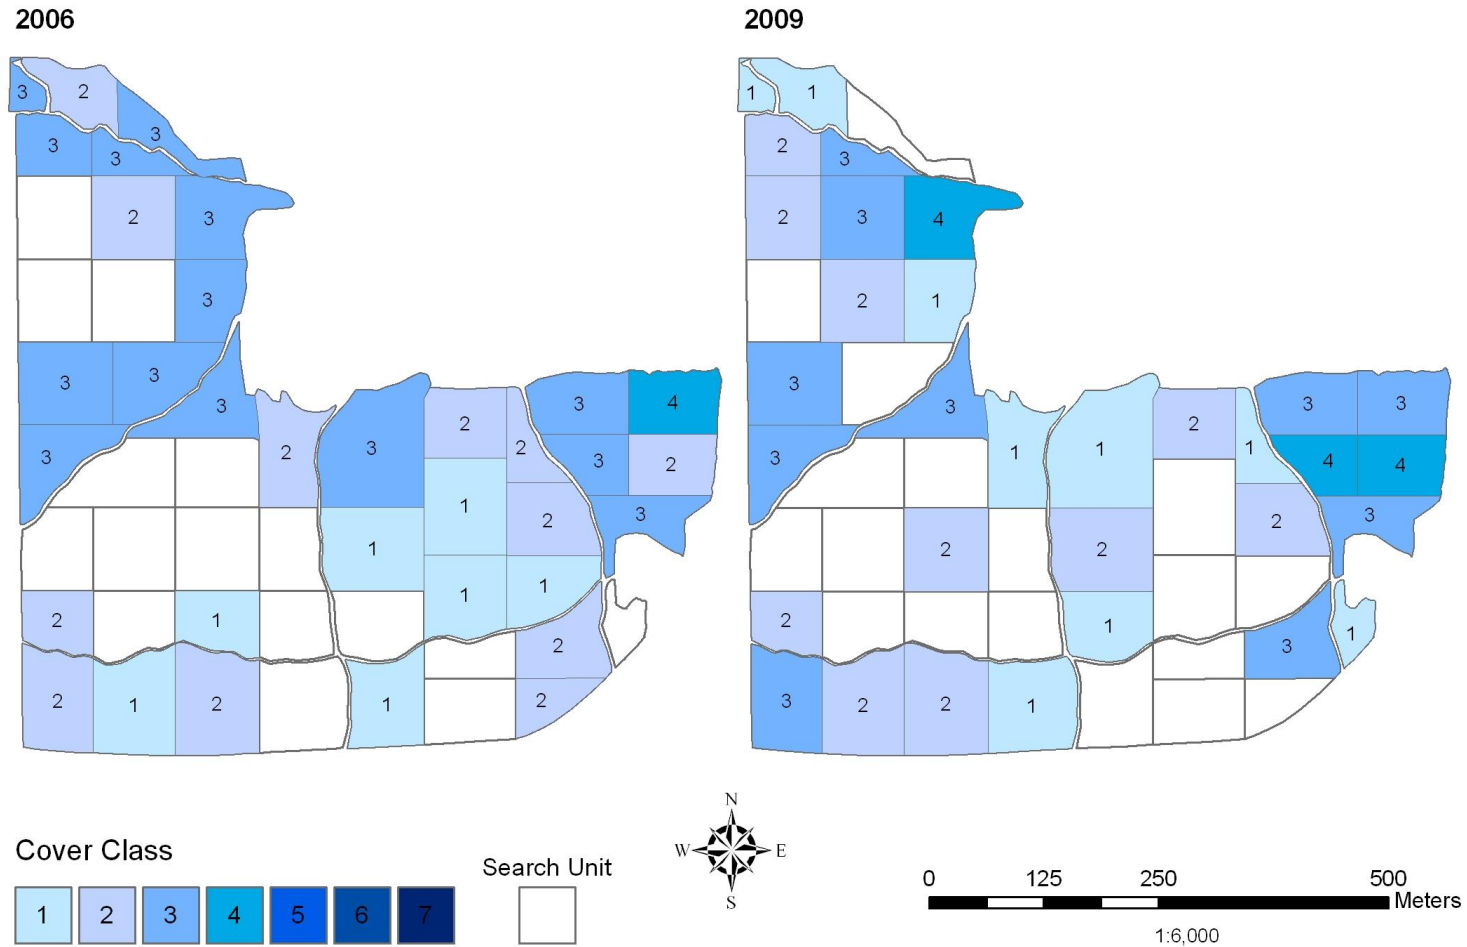 2006 2009
3 2 1 1
3
3 3 2 3
2 3 2 3 4
3 2 1
3 3 3
3 3 4 3 3
2 2 3 2 1 1 2 1
3 3 2 3 4 4
1 2 3 2 2 2 3
1
1 1
2 1 2 1
2 3 1
2 1 2 1 2 3 2 2 1
N
W E
S
Cover Class
Search Unit
1 2 3 4 5 6 7
0 125 250 500
Meters
1:6,000